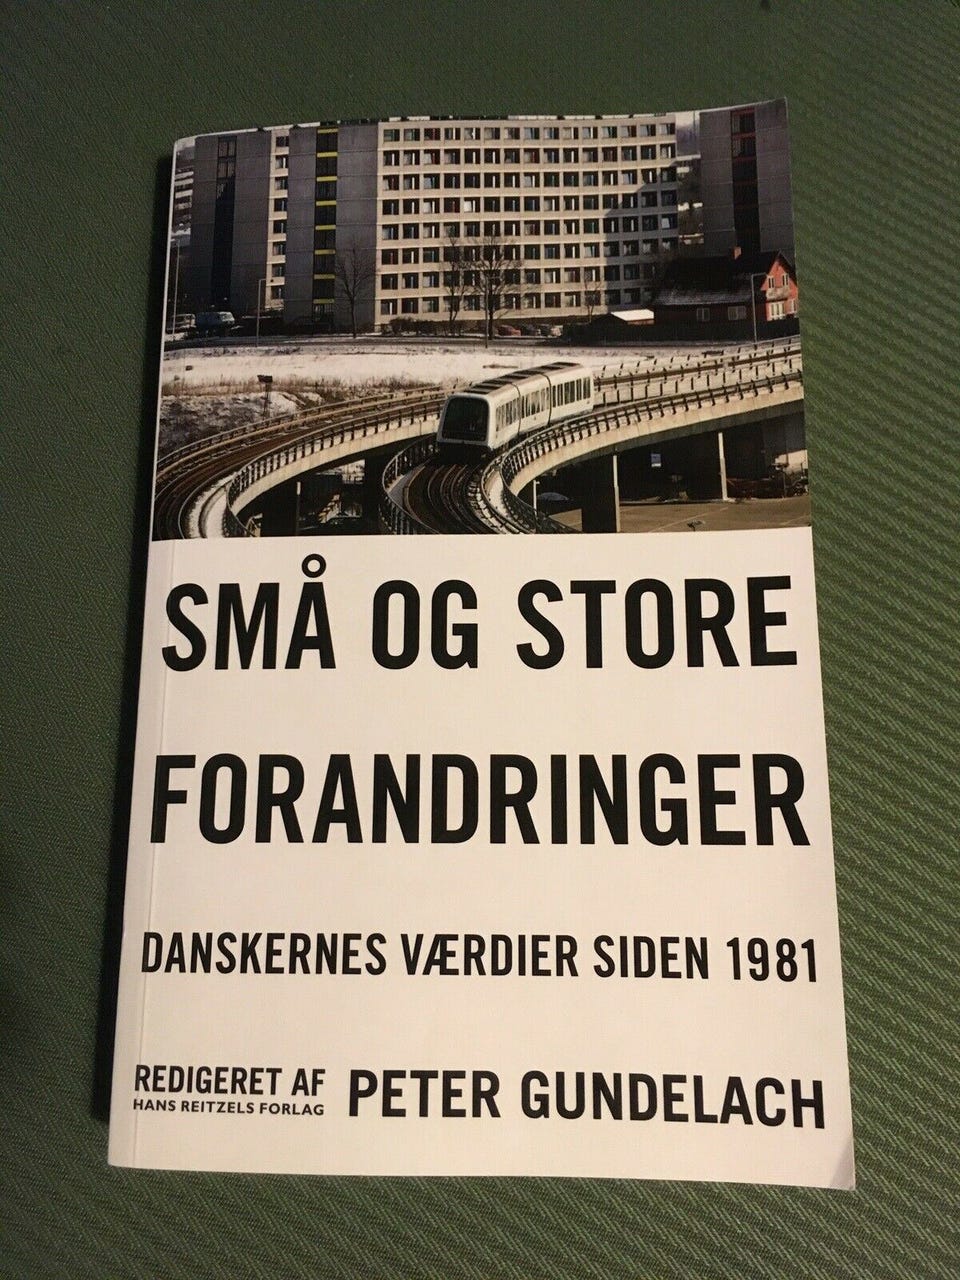 SMÅ OG STORE
FORANDRINGER
DANSKERNES VÆRDIER SIDEN 1981
REDIGERET AF PETER GUNDELACH
HANS REITZELS FORLAG